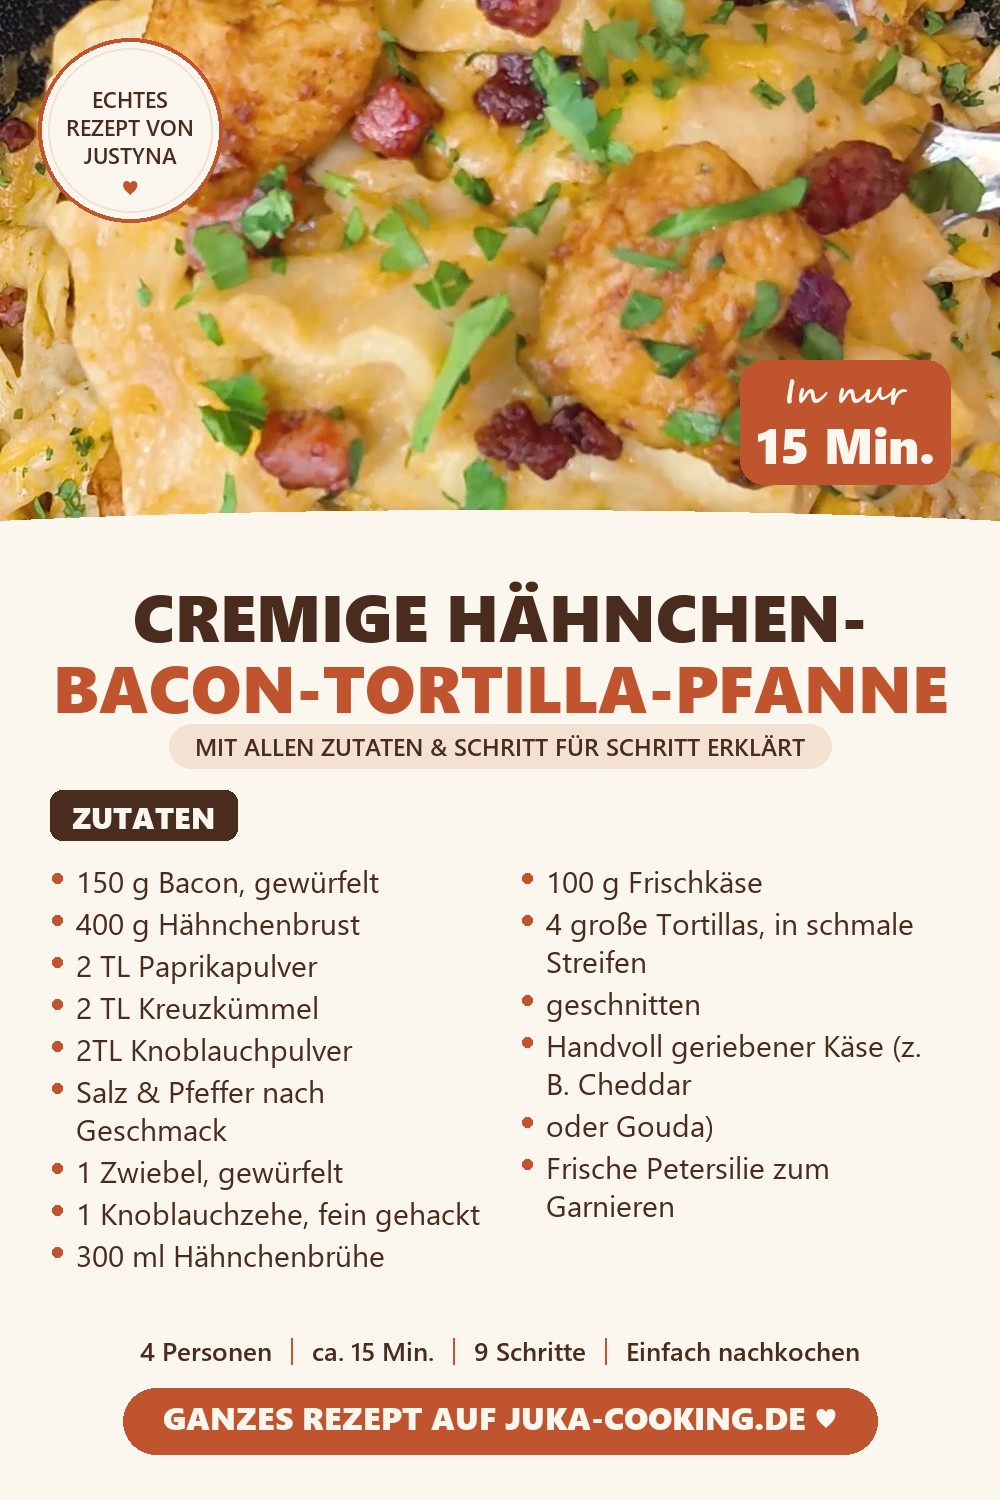 ECHTES
REZEPT VON
JUSTYNA
In nur
15 Min.
CREMIGE HÄHNCHEN-
BACON-TORTILLA-PFANNE
MIT ALLEN ZUTATEN & SCHRITT FÜR SCHRITT ERKLÄRT
ZUTATEN
150 g Bacon, gewürfelt
400 g Hähnchenbrust
2 TL Paprikapulver
2 TL Kreuzkümmel
2TL Knoblauchpulver
Salz & Pfeffer nach
Geschmack
1 Zwiebel, gewürfelt
1 Knoblauchzehe, fein gehackt
300 ml Hähnchenbrühe
100 g Frischkäse
4 große Tortillas, in schmale
Streifen
geschnitten
Handvoll geriebener Käse (z.
B. Cheddar
oder Gouda)
Frische Petersilie zum
Garnieren
4 Personen | ca. 15 Min. | 9 Schritte | Einfach nachkochen
GANZES REZEPT AUF JUKA-COOKING.DE ♥